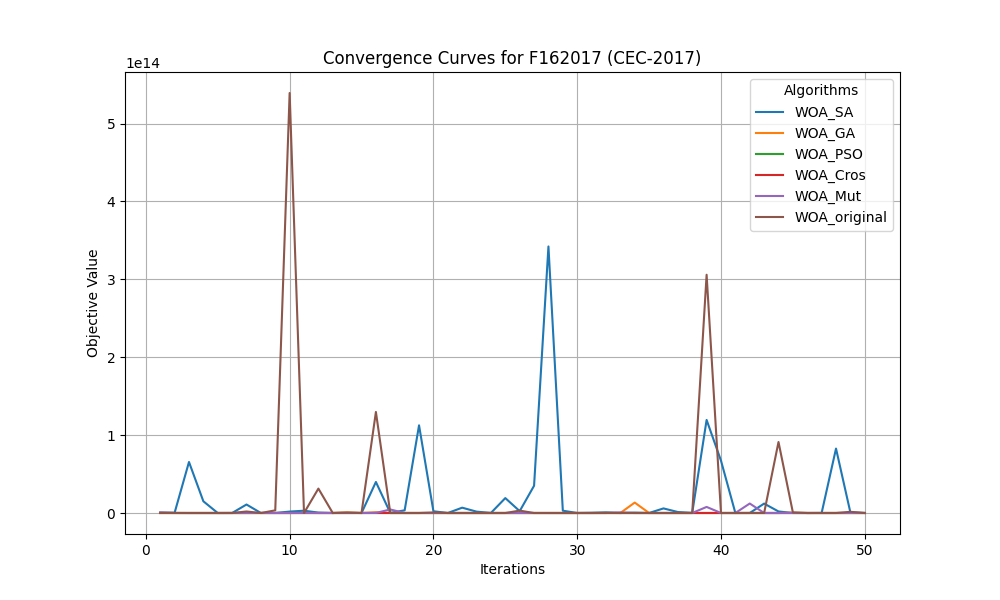 Convergence Curves for F162017 (CEC-2017)
1e14
Algorithms
WOA_SA
WOA_GA
WOA_PSO
WOA_Cros
WOA_Mut
WOA_original
5
4
3
2
1
0
Objective Value
0 10 20 30 40 50
Iterations